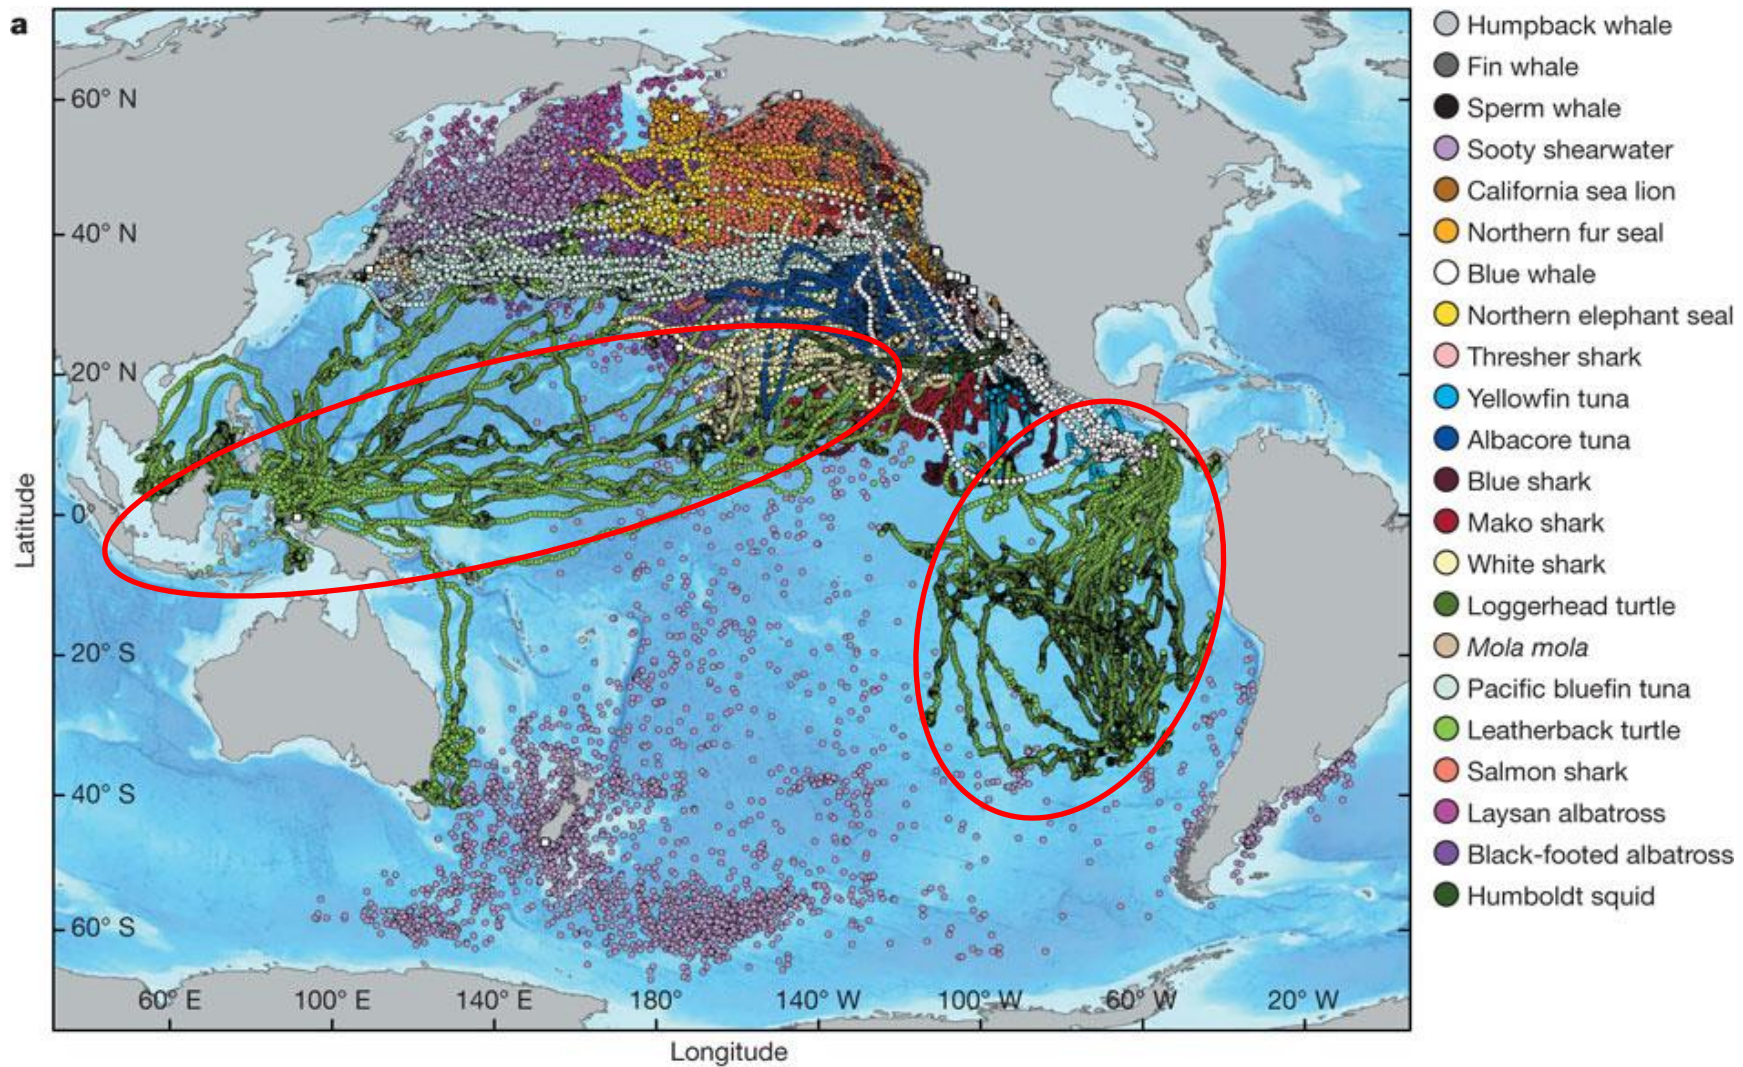 a
60° N
40° N
20° N
0°
20° S
40° S
60° S
Latitude
60° E
100° E
140° E
180°
140° W
100° W
60° W
20° W
Longitude
Humpback whale
Fin whale
Sperm whale
Sooty shearwater
California sea lion
Northern fur seal
Blue whale
Northern elephant seal
Thresher shark
Yellowfin tuna
Albacore tuna
Blue shark
Mako shark
White shark
Loggerhead turtle
Mola mola
Pacific bluefin tuna
Leatherback turtle
Salmon shark
Laysan albatross
Black-footed albatross
Humboldt squid